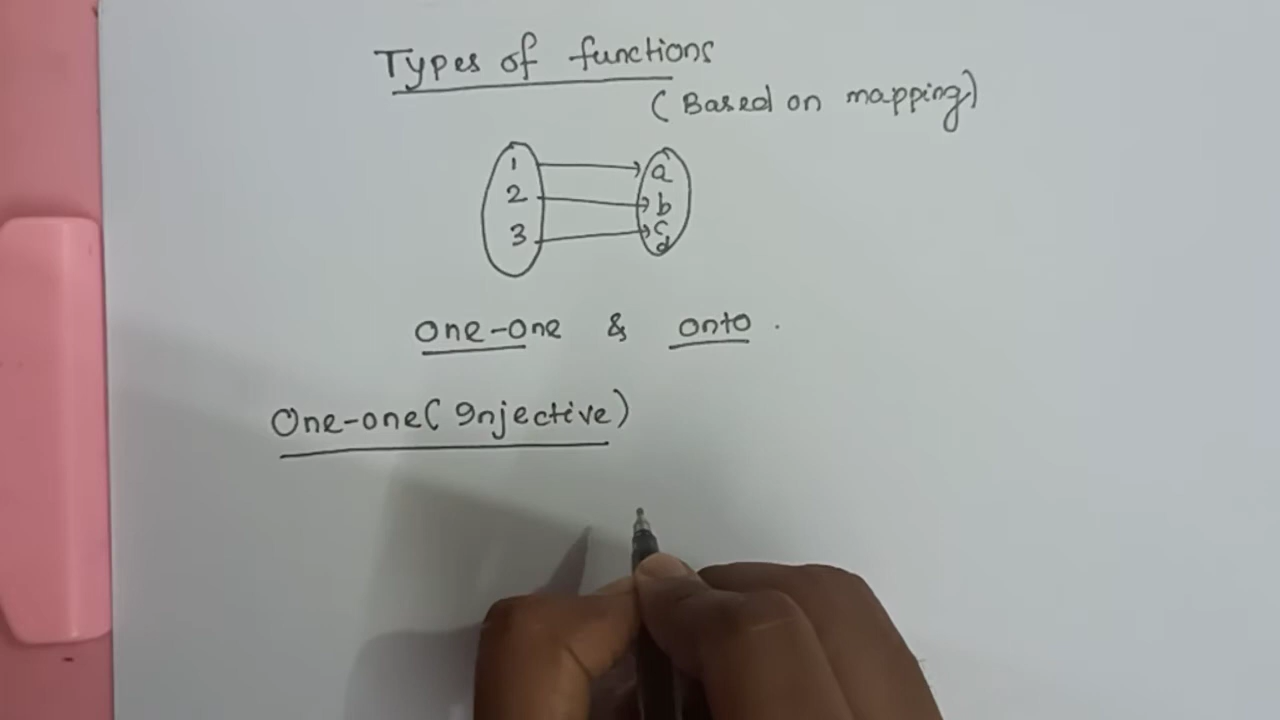 Types of functions
(Based on mapping)
1 a
2 b
3 c
d
one-one & onto.
One-one (Injective)